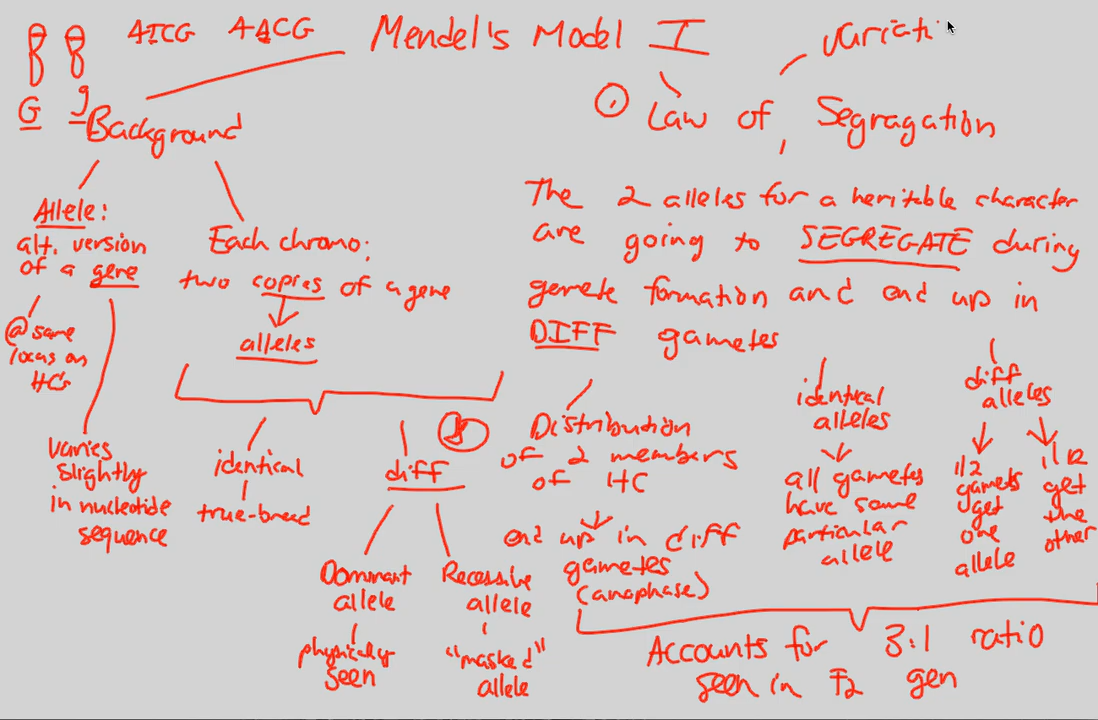 ATCG AACG Mendel's Model I
variati
G g
Background
① Law of Segragation
Allele:
alt. version
of a gene
@ same
locus on
HCs
varies
slightly
in nucleotide
sequence
Each chromo:
two copies of a gene
alleles
identical
true-breed
diff
Dominant
allele
physically
seen
Recessive
allele
"masked"
allele
The 2 alleles for a heritable character
are going to SEGREGATE during
gamete formation and end up in
DIFF gametes
Distribution
of 2 members
of HC
end up in diff
gametes
(anaphase)
identical
alleles
all gametes
have same
particular
allele
diff
alleles
1/2
gamets
get
one
allele
1/2
get
the
other
Accounts for 3:1 ratio
seen in F2 gen